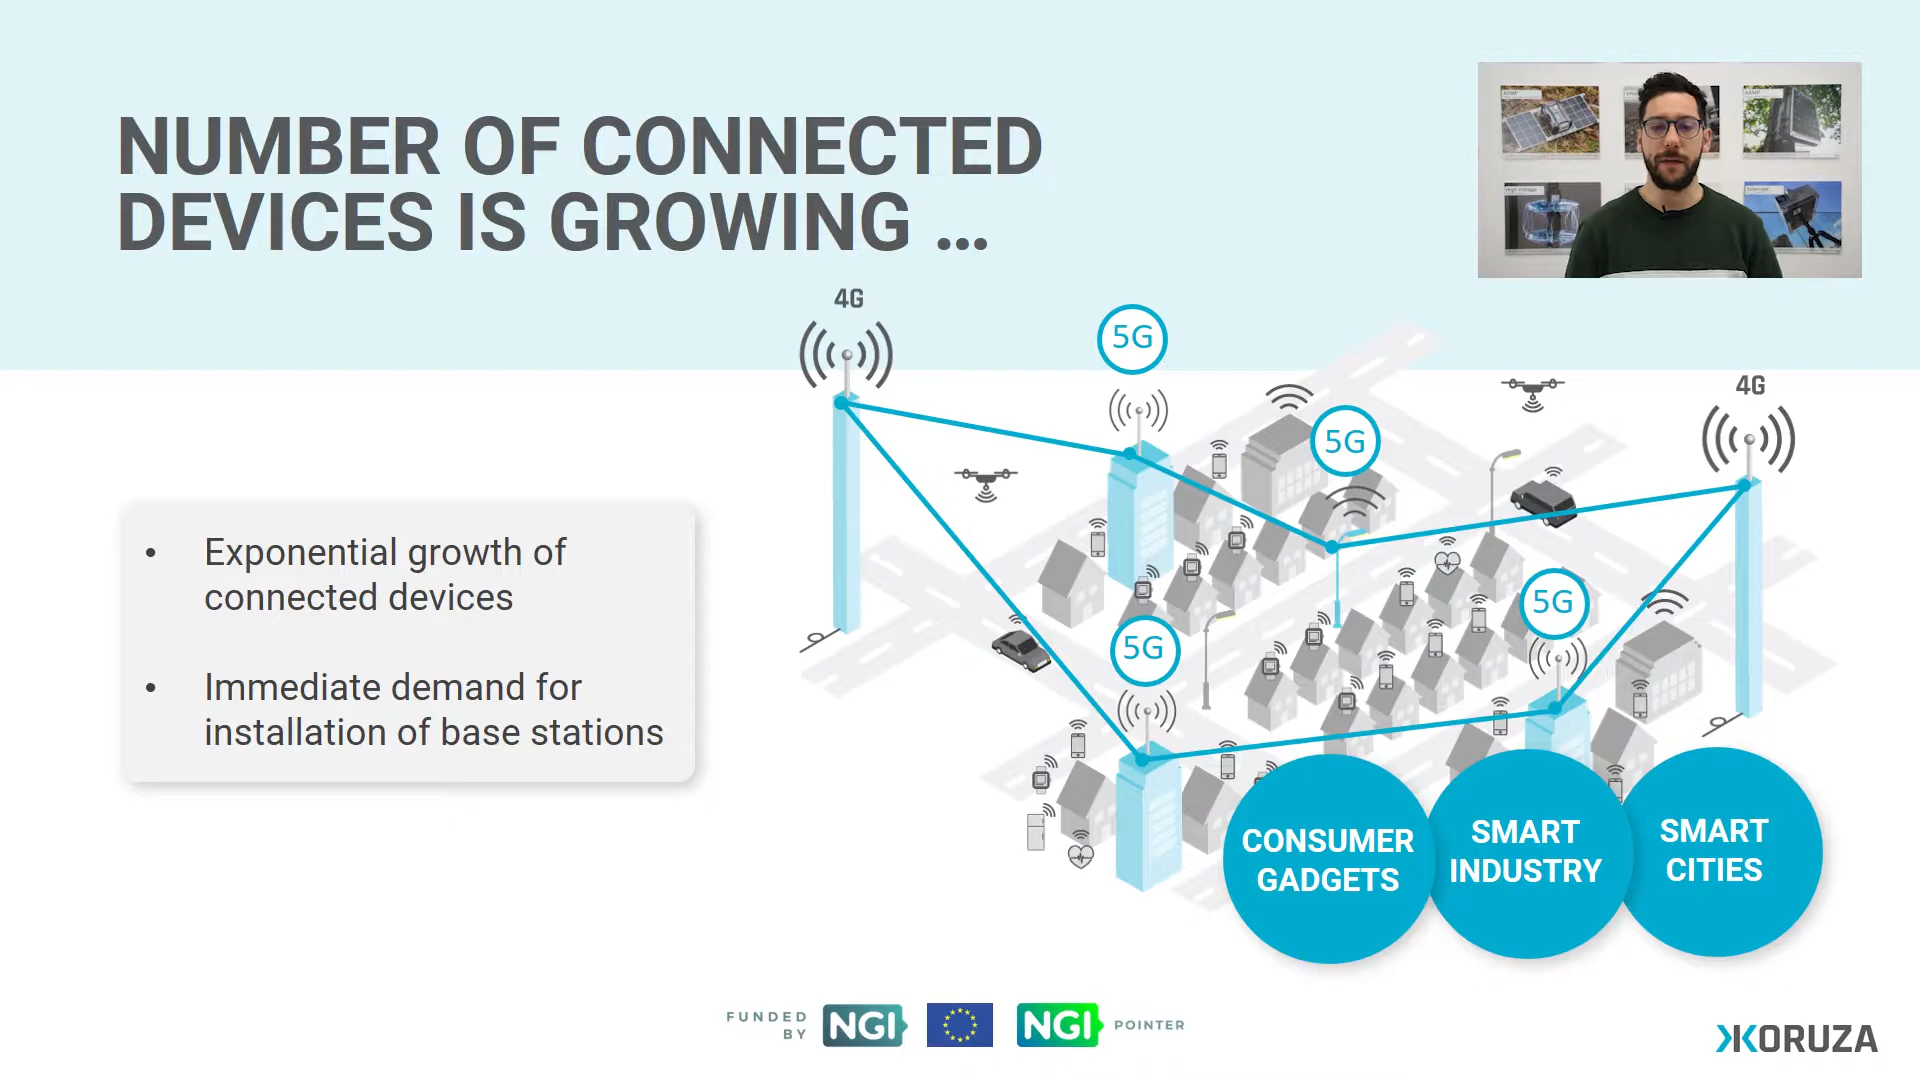 NUMBER OF CONNECTED
DEVICES IS GROWING ...
4G
5G
4G
5G
5G
5G
• Exponential growth of
connected devices
• Immediate demand for
installation of base stations
CONSUMER
GADGETS
SMART
INDUSTRY
SMART
CITIES
FUNDED
BY
NGI
NGI
POINTER
KORUZA